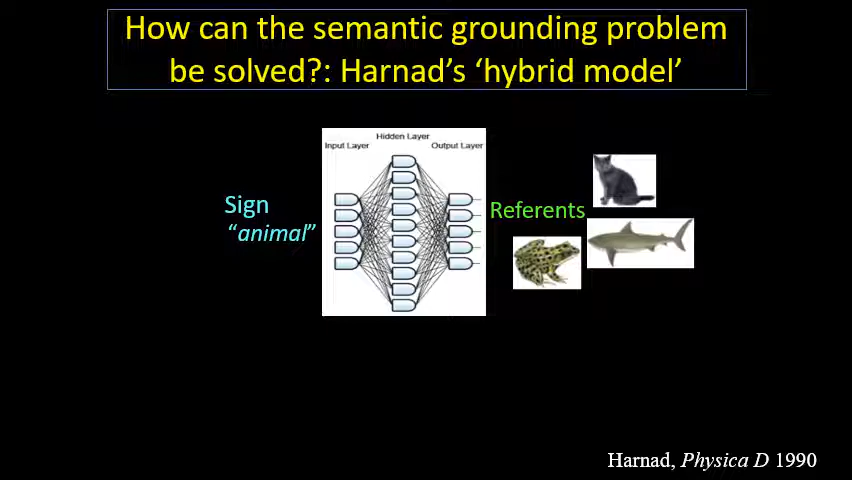 How can the semantic grounding problem
be solved?: Harnad's ‘hybrid model’
Hidden Layer
Input Layer
Output Layer
Sign
“animal”
Referents
Harnad, Physica D 1990